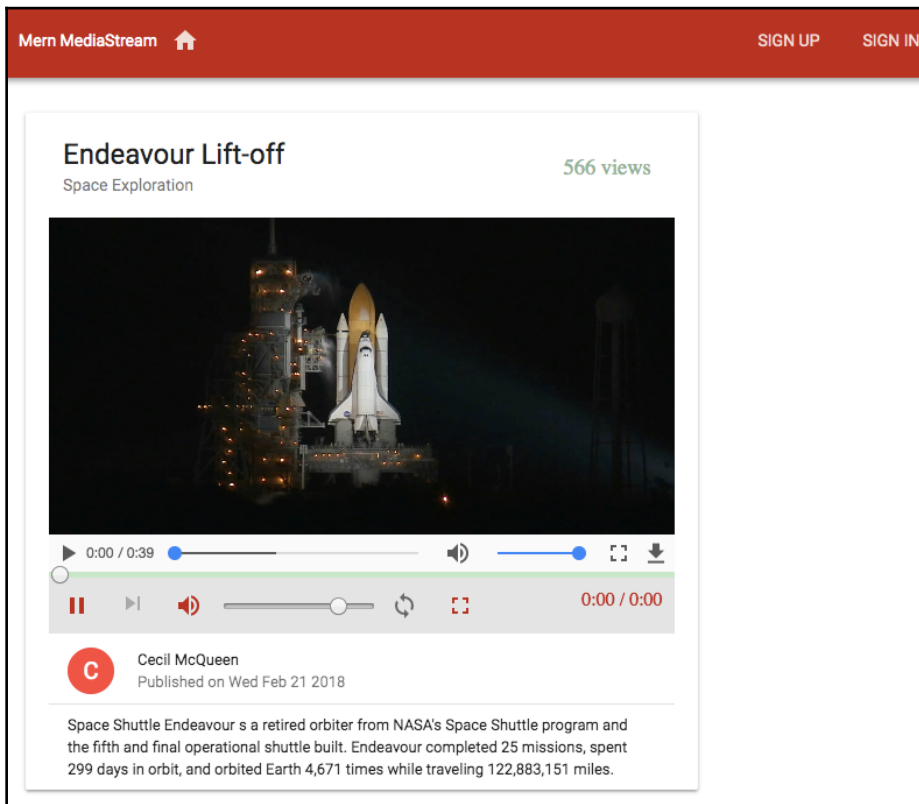 Mern MediaStream SIGN UP SIGN IN
Endeavour Lift-off
566 views
Space Exploration
0:00 / 0:39
0:00 / 0:00
C
Cecil McQueen
Published on Wed Feb 21 2018
Space Shuttle Endeavour s a retired orbiter from NASA's Space Shuttle program and
the fifth and final operational shuttle built. Endeavour completed 25 missions, spent
299 days in orbit, and orbited Earth 4,671 times while traveling 122,883,151 miles.